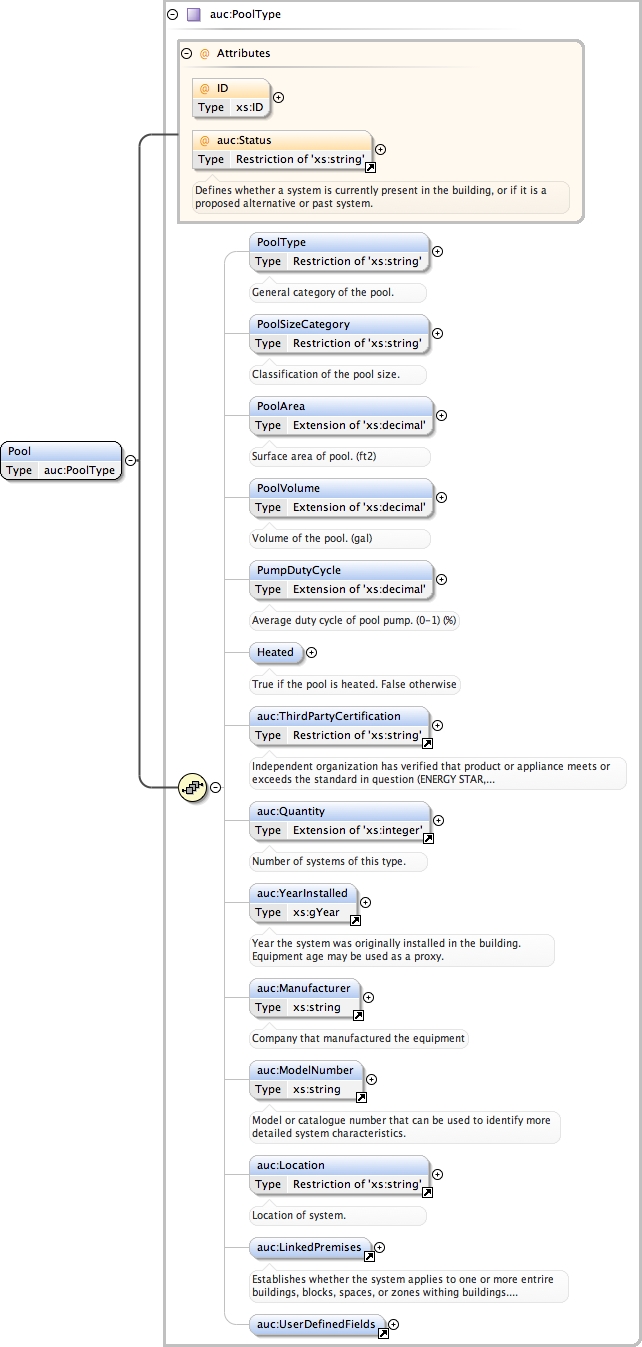 auc:PoolType
@ Attributes
@ ID
Type xs:ID
@ auc:Status
Type Restriction of 'xs:string'
Defines whether a system is currently present in the building, or if it is a
proposed alternative or past system.
PoolType
Type Restriction of 'xs:string'
General category of the pool.
PoolSizeCategory
Type Restriction of 'xs:string'
Classification of the pool size.
PoolArea
Type Extension of 'xs:decimal'
Surface area of pool. (ft2)
Pool
Type auc:PoolType
PoolVolume
Type Extension of 'xs:decimal'
Volume of the pool. (gal)
PumpDutyCycle
Type Extension of 'xs:decimal'
Average duty cycle of pool pump. (0-1) (%)
Heated
True if the pool is heated. False otherwise
auc:ThirdPartyCertification
Type Restriction of 'xs:string'
Independent organization has verified that product or appliance meets or
exceeds the standard in question (ENERGY STAR,...
auc:Quantity
Type Extension of 'xs:integer'
Number of systems of this type.
auc:YearInstalled
Type xs:gYear
Year the system was originally installed in the building.
Equipment age may be used as a proxy.
auc:Manufacturer
Type xs:string
Company that manufactured the equipment
auc:ModelNumber
Type xs:string
Model or catalogue number that can be used to identify more
detailed system characteristics.
auc:Location
Type Restriction of 'xs:string'
Location of system.
auc:LinkedPremises
Establishes whether the system applies to one or more entrire
buildings, blocks, spaces, or zones withing buildings....
auc:UserDefinedFields